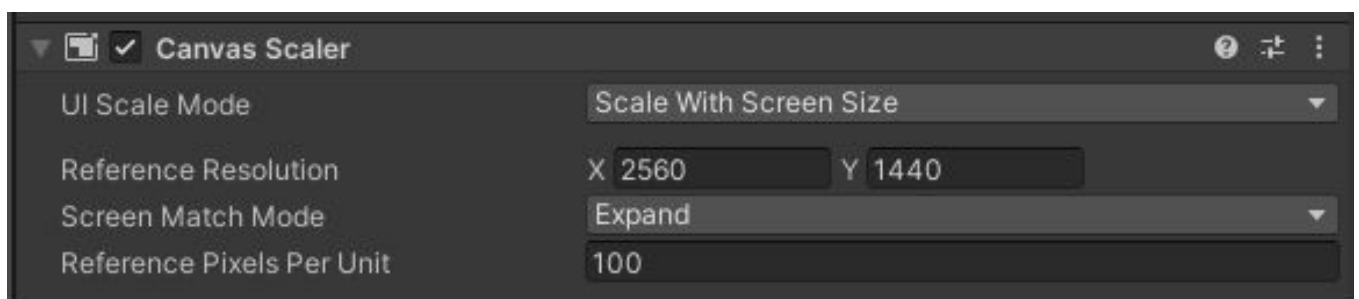 Canvas Scaler
UI Scale Mode Scale With Screen Size
Reference Resolution X 2560 Y 1440
Screen Match Mode Expand
Reference Pixels Per Unit 100